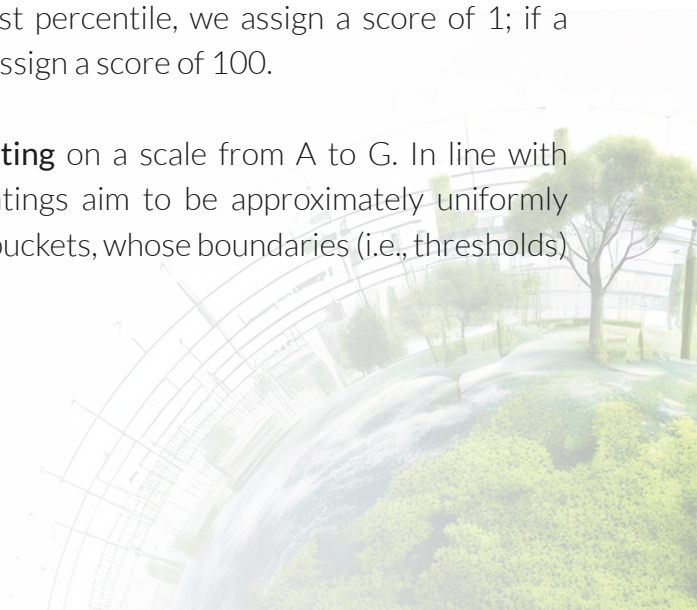 st percentile, we assign a score of 1; if a
ssign a score of 100.
ting on a scale from A to G. In line with
tings aim to be approximately uniformly
buckets, whose boundaries (i.e., thresholds)